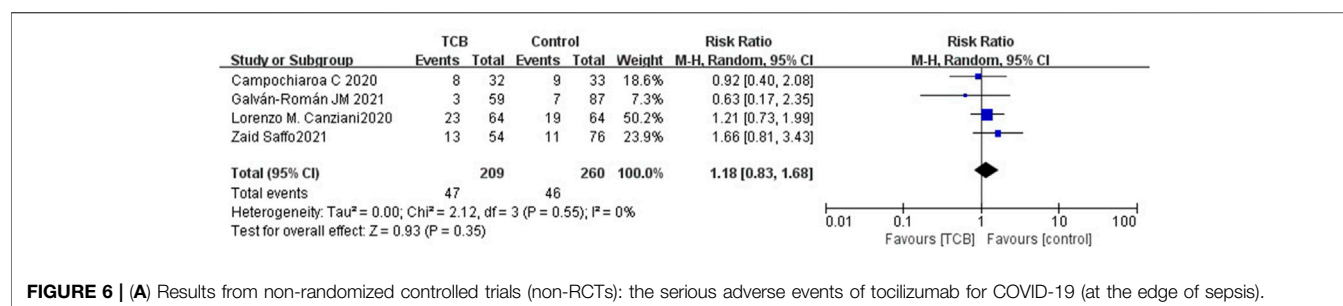 TCB Control Risk Ratio Risk Ratio
Study or Subgroup Events Total Events Total Weight M-H, Random, 95% CI M-H, Random, 95% CI
Campochiaroa C 2020 8 32 9 33 18.6% 0.92 [0.40, 2.08]
Galván-Román JM 2021 3 59 7 87 7.3% 0.63 [0.17, 2.35]
Lorenzo M. Canziani2020 23 64 19 64 50.2% 1.21 [0.73, 1.99]
Zaid Saffo2021 13 54 11 76 23.9% 1.66 [0.81, 3.43]
Total (95% CI) 209 260 100.0% 1.18 [0.83, 1.68]
Total events 47 46
Heterogeneity: Tau² = 0.00; Chi² = 2.12, df = 3 (P = 0.55); I² = 0%
Test for overall effect: Z = 0.93 (P = 0.35)
0.01 0.1 1 10 100
Favours [TCB] Favours [control]
FIGURE 6 | (A) Results from non-randomized controlled trials (non-RCTs): the serious adverse events of tocilizumab for COVID-19 (at the edge of sepsis).